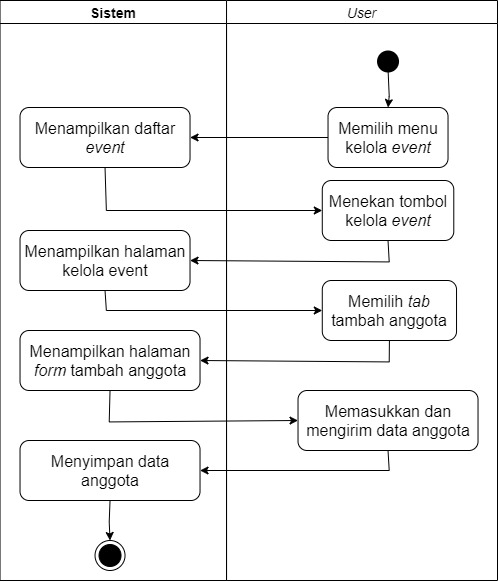 Sistem
User
Memilih menu
kelola event
Menampilkan daftar
event
Menekan tombol
kelola event
Menampilkan halaman
kelola event
Memilih tab
tambah anggota
Menampilkan halaman
form tambah anggota
Memasukkan dan
mengirim data anggota
Menyimpan data
anggota